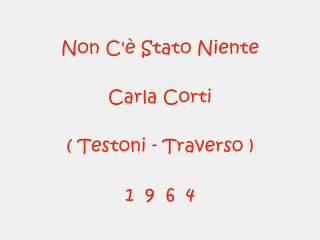 Non C'è Stato Niente
Carla Corti
( Testoni - Traverso )
1 9 6 4